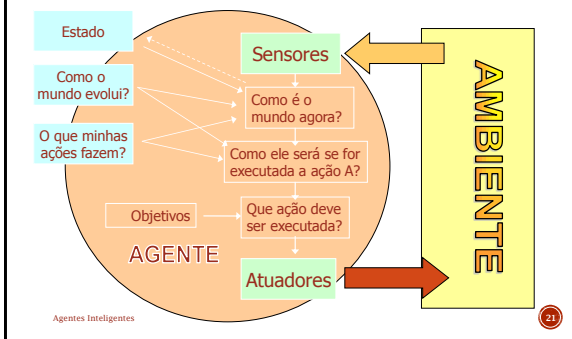 Estado
Sensores
Como o
mundo evolui?
Como é o
mundo agora?
O que minhas
ações fazem?
Como ele será se for
executada a ação A?
Objetivos
Que ação deve
ser executada?
AGENTE
Atuadores
AMBIENTE
Agentes Inteligentes
21